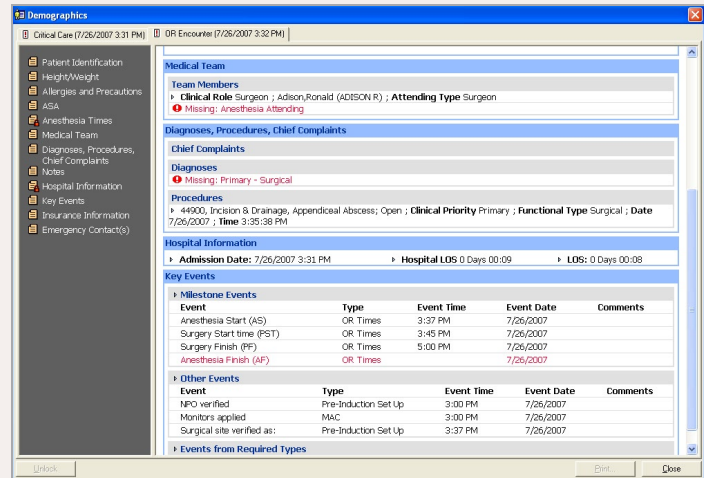 Demographics
Critical Care (7/26/2007 3:31 PM)
OR Encounter (7/26/2007 3:32 PM)
Patient Identification
Height/Weight
Allergies and Precautions
ASA
Anesthesia Times
Medical Team
Diagnoses, Procedures,
Chief Complaints
Notes
Hospital Information
Key Events
Insurance Information
Emergency Contact(s)
Medical Team
Team Members
Clinical Role Surgeon ; Adison,Ronald (ADISON R) ; Attending Type Surgeon
Missing: Anesthesia Attending
Diagnoses, Procedures, Chief Complaints
Chief Complaints
Diagnoses
Missing: Primary - Surgical
Procedures
44900, Incision & Drainage, Appendiceal Abscess; Open ; Clinical Priority Primary ; Functional Type Surgical ; Date
7/26/2007 ; Time 3:35:38 PM
Hospital Information
Admission Date: 7/26/2007 3:31 PM Hospital LOS 0 Days 00:09 LOS: 0 Days 00:08
Key Events
Milestone Events
Event Type Event Time Event Date Comments
Anesthesia Start (AS) OR Times 3:37 PM 7/26/2007
Surgery Start time (PST) OR Times 3:45 PM 7/26/2007
Surgery Finish (PF) OR Times 5:00 PM 7/26/2007
Anesthesia Finish (AF) OR Times 7/26/2007
Other Events
Event Type Event Time Event Date Comments
NPO verified Pre-Induction Set Up 3:00 PM 7/26/2007
Monitors applied MAC 3:00 PM 7/26/2007
Surgical site verified as: Pre-Induction Set Up 3:37 PM 7/26/2007
Events from Required Types
Unlock Print... Close